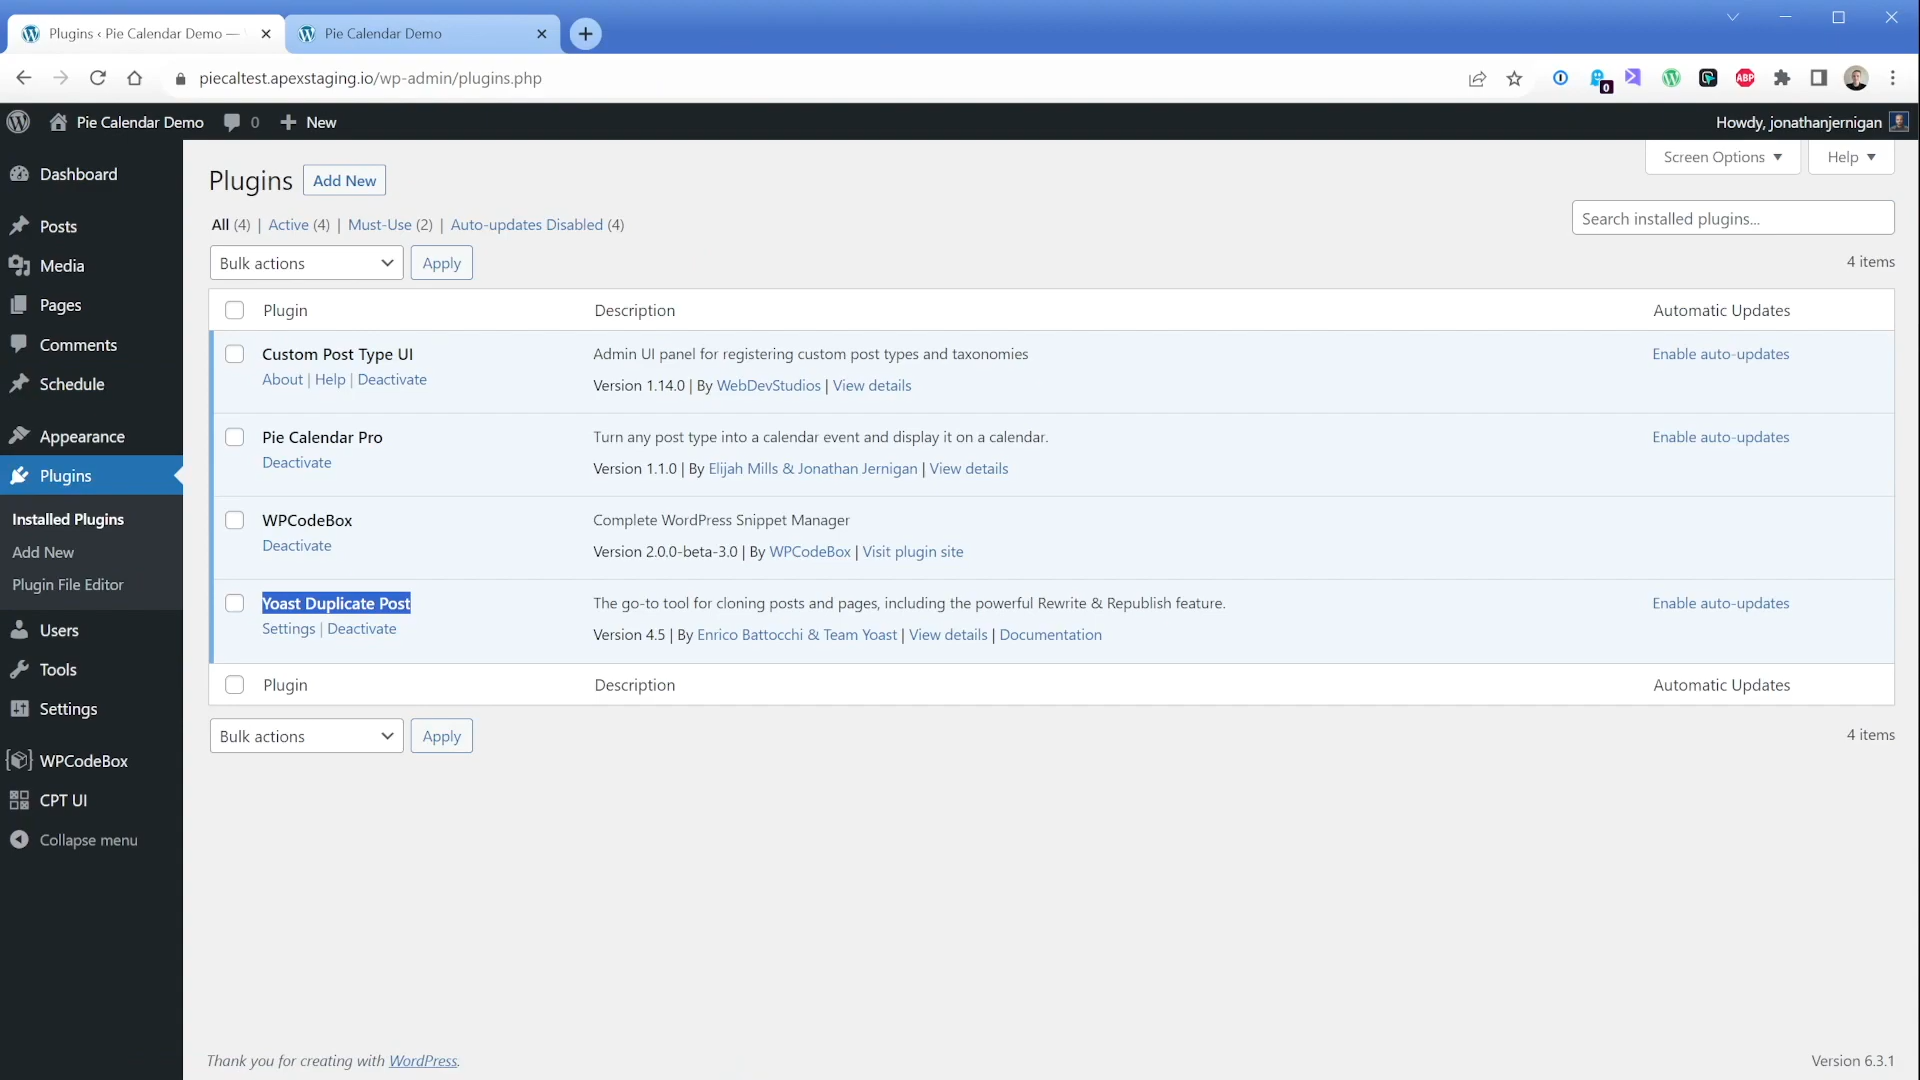 Plugins ‹ Pie Calendar Demo —
Pie Calendar Demo
piecaltest.apexstaging.io/wp-admin/plugins.php
0
ABP
Pie Calendar Demo
0
New
Howdy, jonathanjernigan
Dashboard
Posts
Media
Pages
Comments
Schedule
Appearance
Plugins
Installed Plugins
Add New
Plugin File Editor
Users
Tools
Settings
WPCodeBox
CPT UI
Collapse menu
Screen Options
Help
Plugins
Add New
All (4) | Active (4) | Must-Use (2) | Auto-updates Disabled (4)
Search installed plugins...
Bulk actions
Apply
4 items
Plugin Description Automatic Updates
Custom Post Type UI
About | Help | Deactivate
Admin UI panel for registering custom post types and taxonomies
Version 1.14.0 | By WebDevStudios | View details
Enable auto-updates
Pie Calendar Pro
Deactivate
Turn any post type into a calendar event and display it on a calendar.
Version 1.1.0 | By Elijah Mills & Jonathan Jernigan | View details
Enable auto-updates
WPCodeBox
Deactivate
Complete WordPress Snippet Manager
Version 2.0.0-beta-3.0 | By WPCodeBox | Visit plugin site
Yoast Duplicate Post
Settings | Deactivate
The go-to tool for cloning posts and pages, including the powerful Rewrite & Republish feature.
Version 4.5 | By Enrico Battocchi & Team Yoast | View details | Documentation
Enable auto-updates
Plugin Description Automatic Updates
Bulk actions
Apply
4 items
Thank you for creating with WordPress.
Version 6.3.1